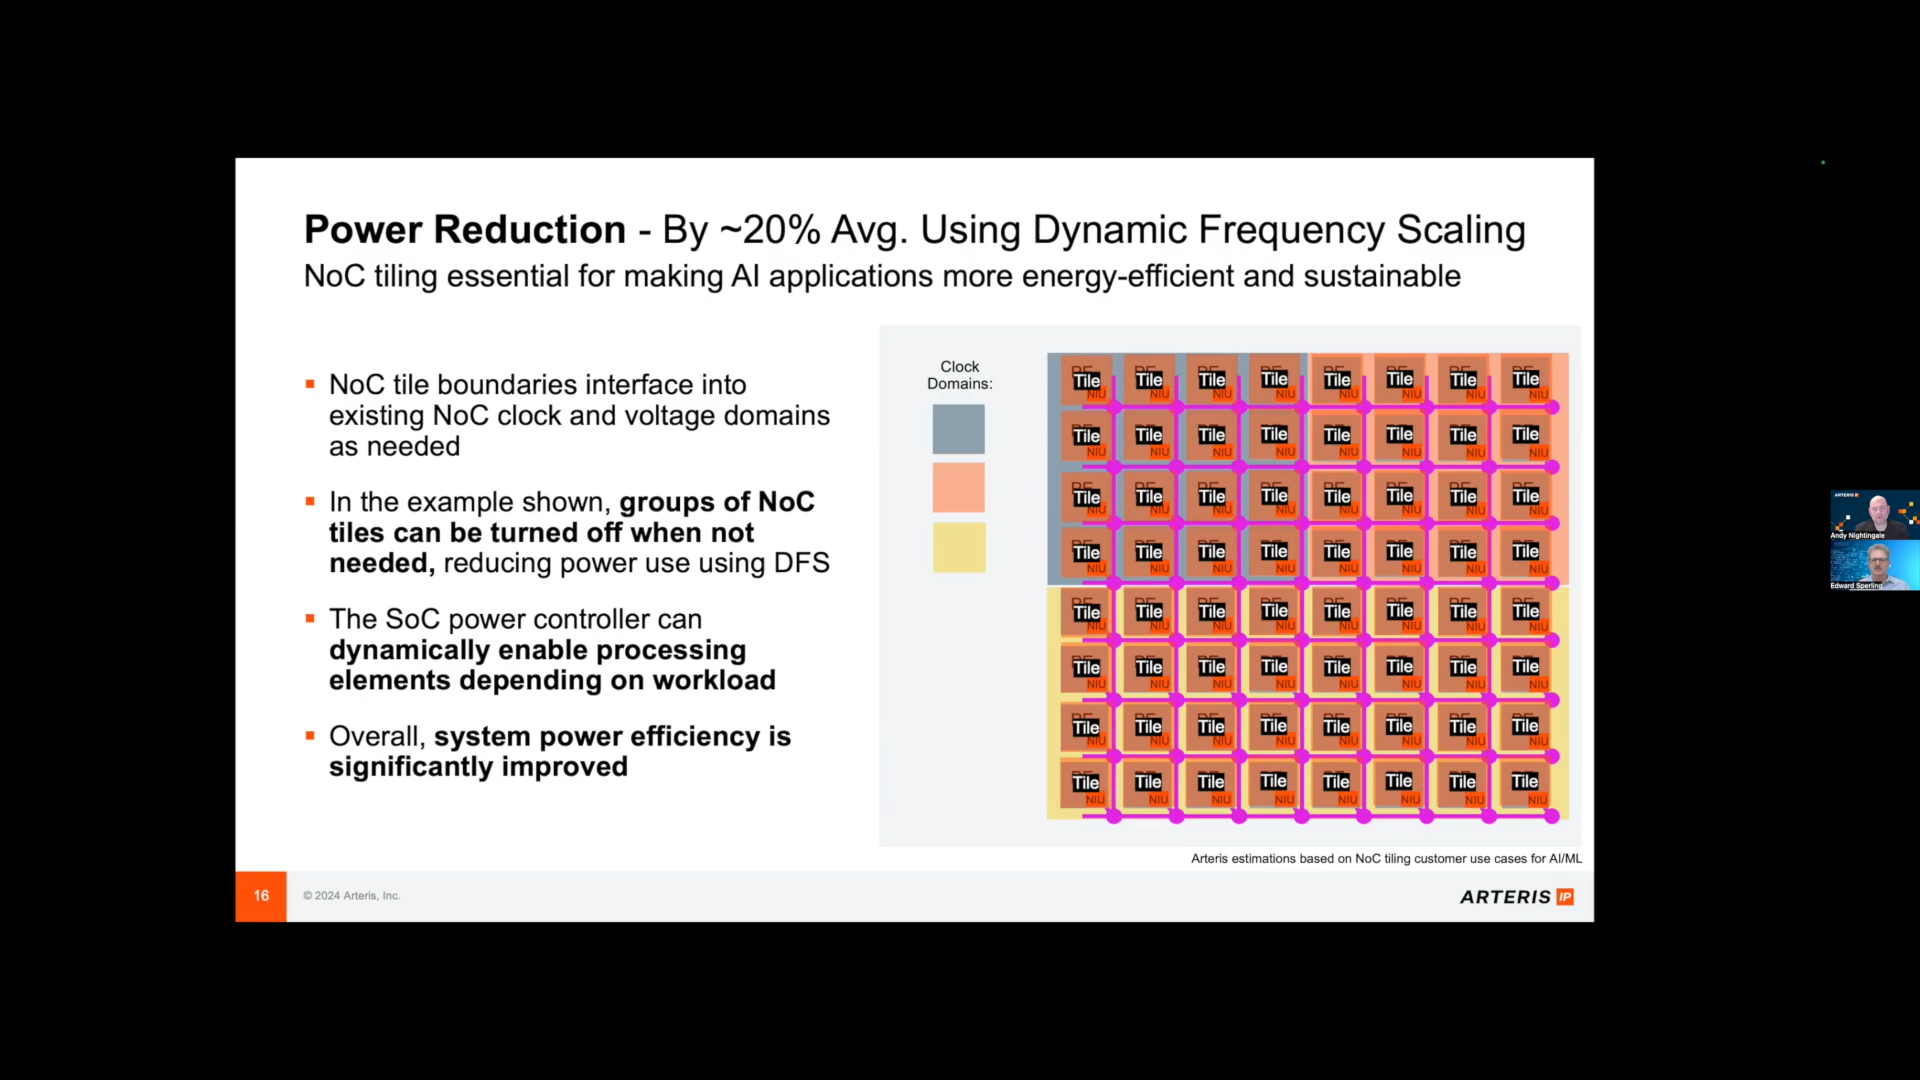 Power Reduction - By ~20% Avg. Using Dynamic Frequency Scaling
NoC tiling essential for making AI applications more energy-efficient and sustainable
NoC tile boundaries interface into
existing NoC clock and voltage domains
as needed
In the example shown, groups of NoC
tiles can be turned off when not
needed, reducing power use using DFS
The SoC power controller can
dynamically enable processing
elements depending on workload
Overall, system power efficiency is
significantly improved
Clock
Domains:
Tile Tile Tile Tile Tile Tile Tile Tile
NIU NIU NIU NIU NIU NIU NIU NIU
Tile Tile Tile Tile Tile Tile Tile Tile
NIU NIU NIU NIU NIU NIU NIU NIU
Tile Tile Tile Tile Tile Tile Tile Tile
NIU NIU NIU NIU NIU NIU NIU NIU
Tile Tile Tile Tile Tile Tile Tile Tile
NIU NIU NIU NIU NIU NIU NIU NIU
Tile Tile Tile Tile Tile Tile Tile Tile
NIU NIU NIU NIU NIU NIU NIU NIU
Tile Tile Tile Tile Tile Tile Tile Tile
NIU NIU NIU NIU NIU NIU NIU NIU
Tile Tile Tile Tile Tile Tile Tile Tile
NIU NIU NIU NIU NIU NIU NIU NIU
Tile Tile Tile Tile Tile Tile Tile Tile
NIU NIU NIU NIU NIU NIU NIU NIU
Arteris estimations based on NoC tiling customer use cases for AI/ML
16
© 2024 Arteris, Inc.
ARTERIS IP
ARTERIS
Andy Nightingale
Edward Sperling